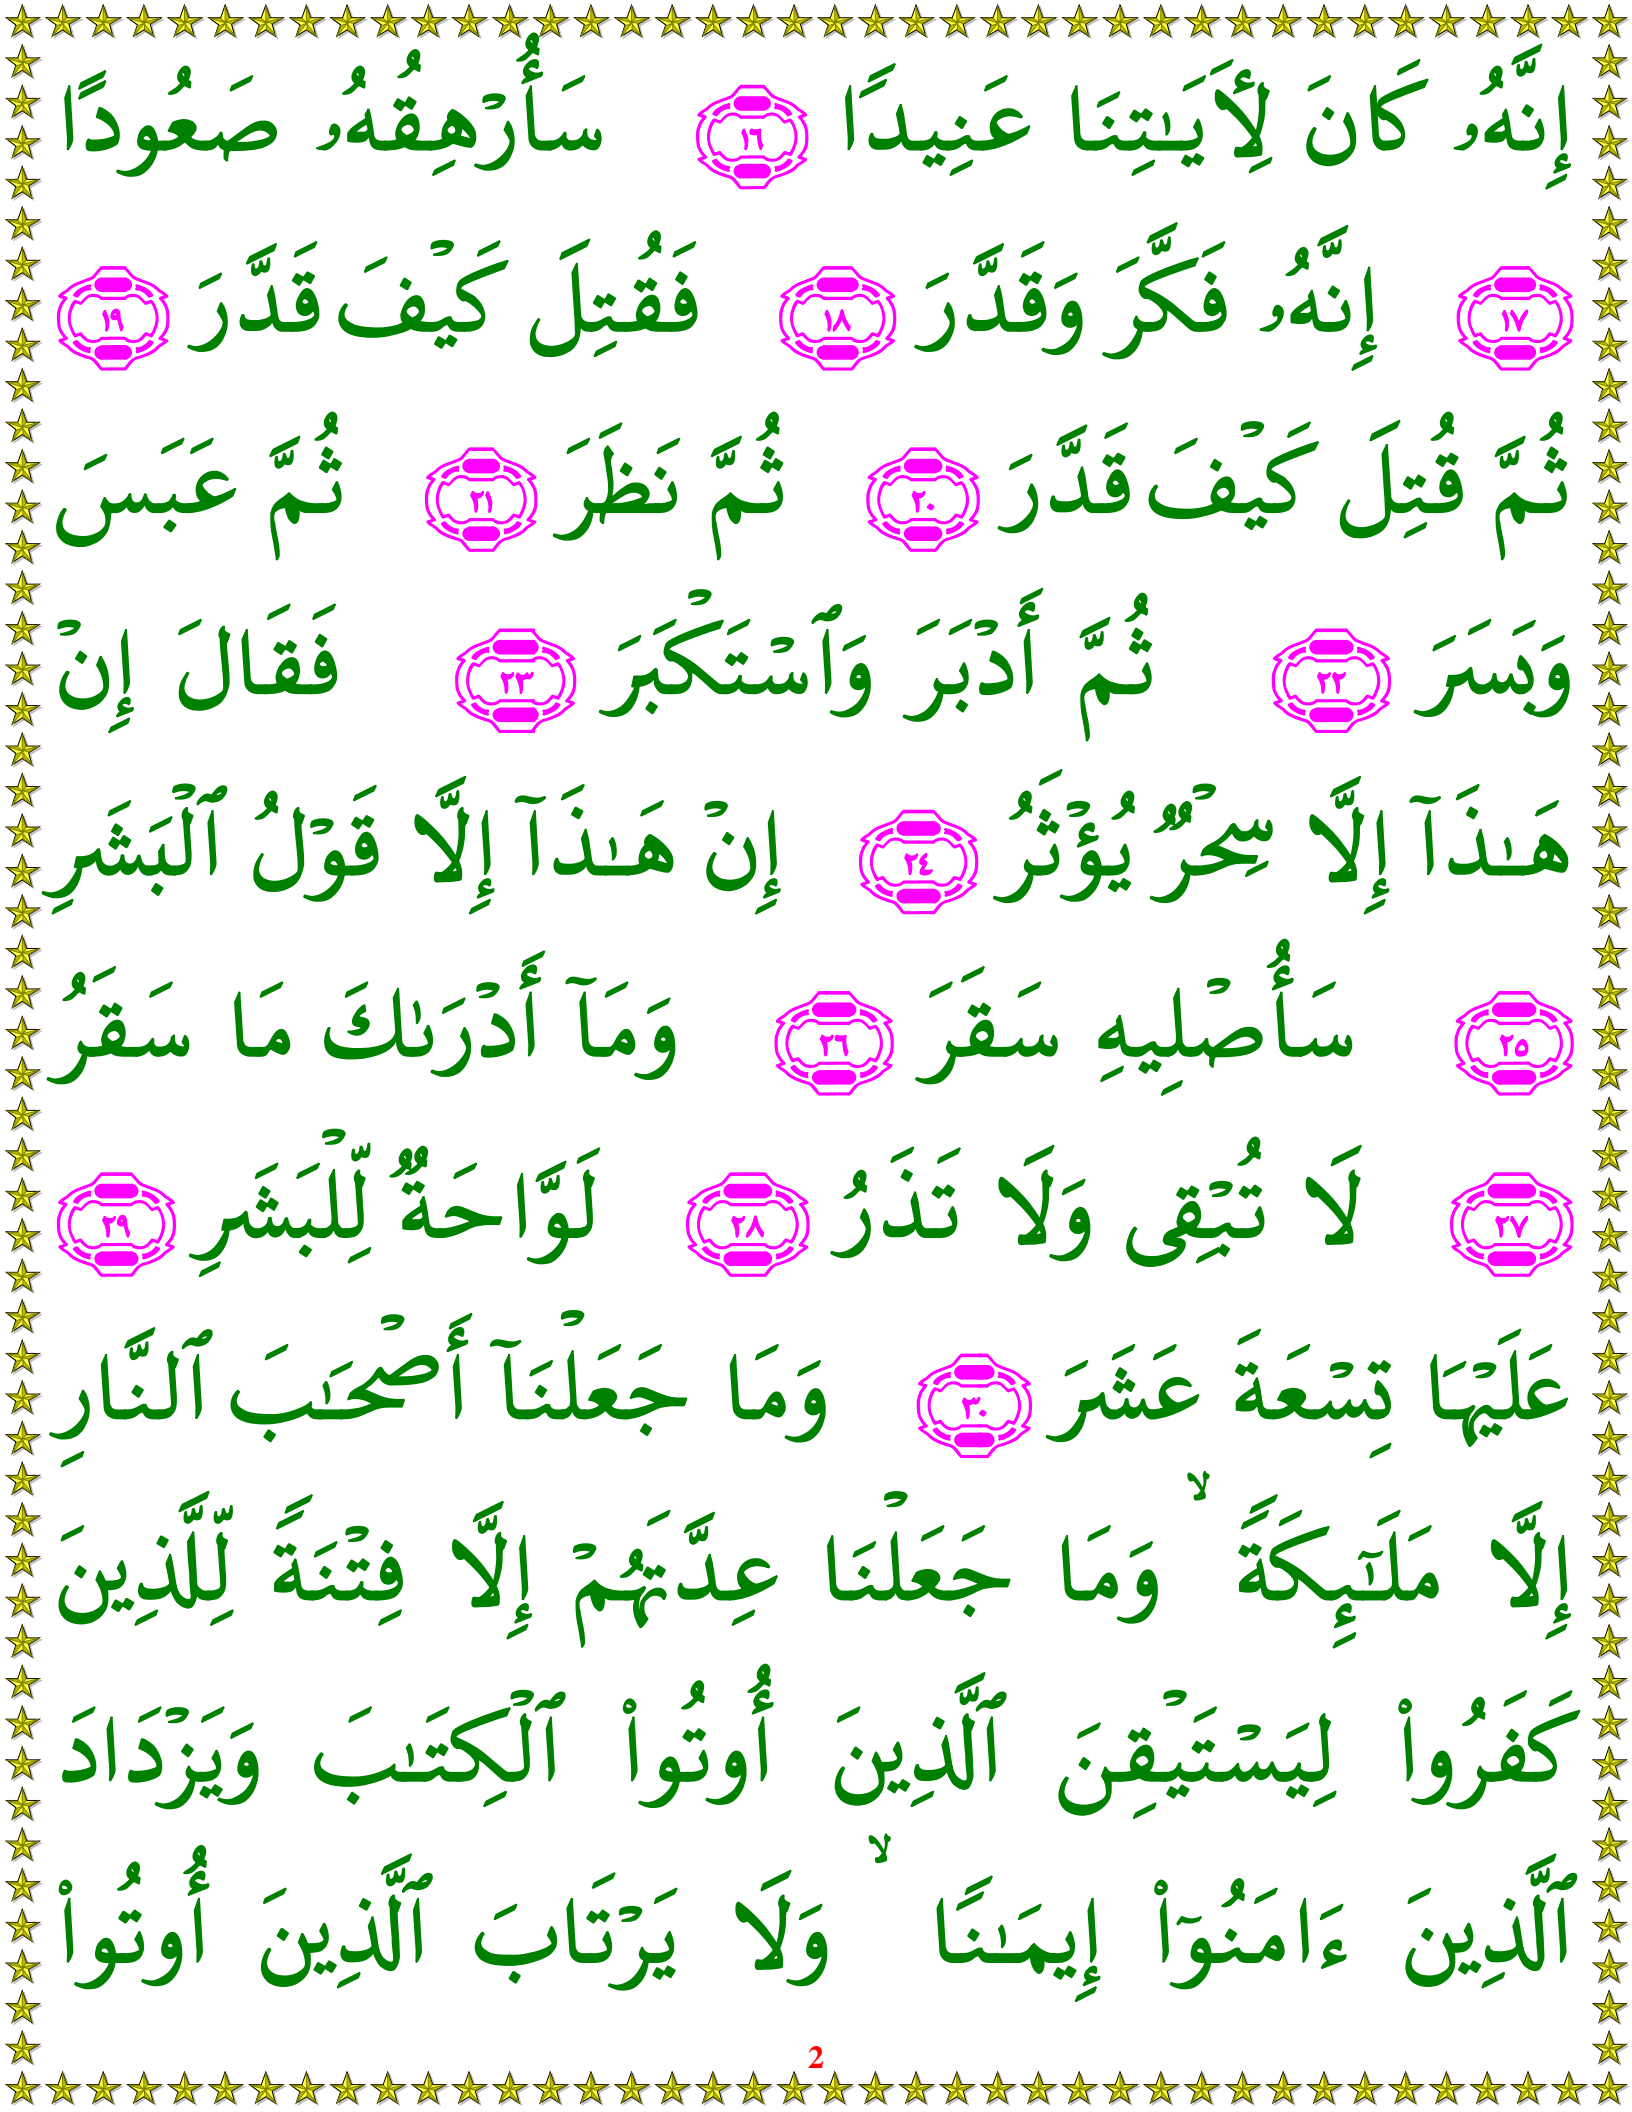 إِنَّهُۥ كَانَ لِأَيَـٰتِنَا عَنِيدًا ١٦ سَأُرْهِقُهُۥ صَعُودًا
١٧ إِنَّهُۥ فَكَّرَ وَقَدَّرَ ١٨ فَقُتِلَ كَيْفَ قَدَّرَ ١٩
ثُمَّ قُتِلَ كَيْفَ قَدَّرَ ٢٠ ثُمَّ نَظَرَ ٢١ ثُمَّ عَبَسَ
وَبَسَرَ ٢٢ ثُمَّ أَدْبَرَ وَٱسْتَكْبَرَ ٢٣ فَقَالَ إِنْ
هَـٰذَآ إِلَّا سِحْرٌ يُؤْثَرُ ٢٤ إِنْ هَـٰذَآ إِلَّا قَوْلُ ٱلْبَشَرِ
٢٥ سَأُصْلِيهِ سَقَرَ ٢٦ وَمَآ أَدْرَىٰكَ مَا سَقَرُ
٢٧ لَا تُبْقِى وَلَا تَذَرُ ٢٨ لَوَّاحَةٌ لِّلْبَشَرِ ٢٩
عَلَيْهَا تِسْعَةَ عَشَرَ ٣٠ وَمَا جَعَلْنَآ أَصْحَـٰبَ ٱلنَّارِ
إِلَّا مَلَـٰٓئِكَةً ۙ وَمَا جَعَلْنَا عِدَّتَهُمْ إِلَّا فِتْنَةً لِّلَّذِينَ
كَفَرُوا۟ لِيَسْتَيْقِنَ ٱلَّذِينَ أُوتُوا۟ ٱلْكِتَـٰبَ وَيَزْدَادَ
ٱلَّذِينَ ءَامَنُوٓا۟ إِيمَـٰنًا ۙ وَلَا يَرْتَابَ ٱلَّذِينَ أُوتُوا۟
2